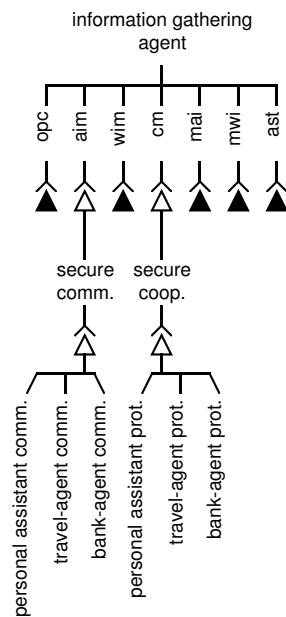 information gathering
agent
opc
aim
wim
cm
mai
mwi
ast
secure
comm.
secure
coop.
personal assistant comm.
travel-agent comm.
bank-agent comm.
personal assistant prot.
travel-agent prot.
bank-agent prot.